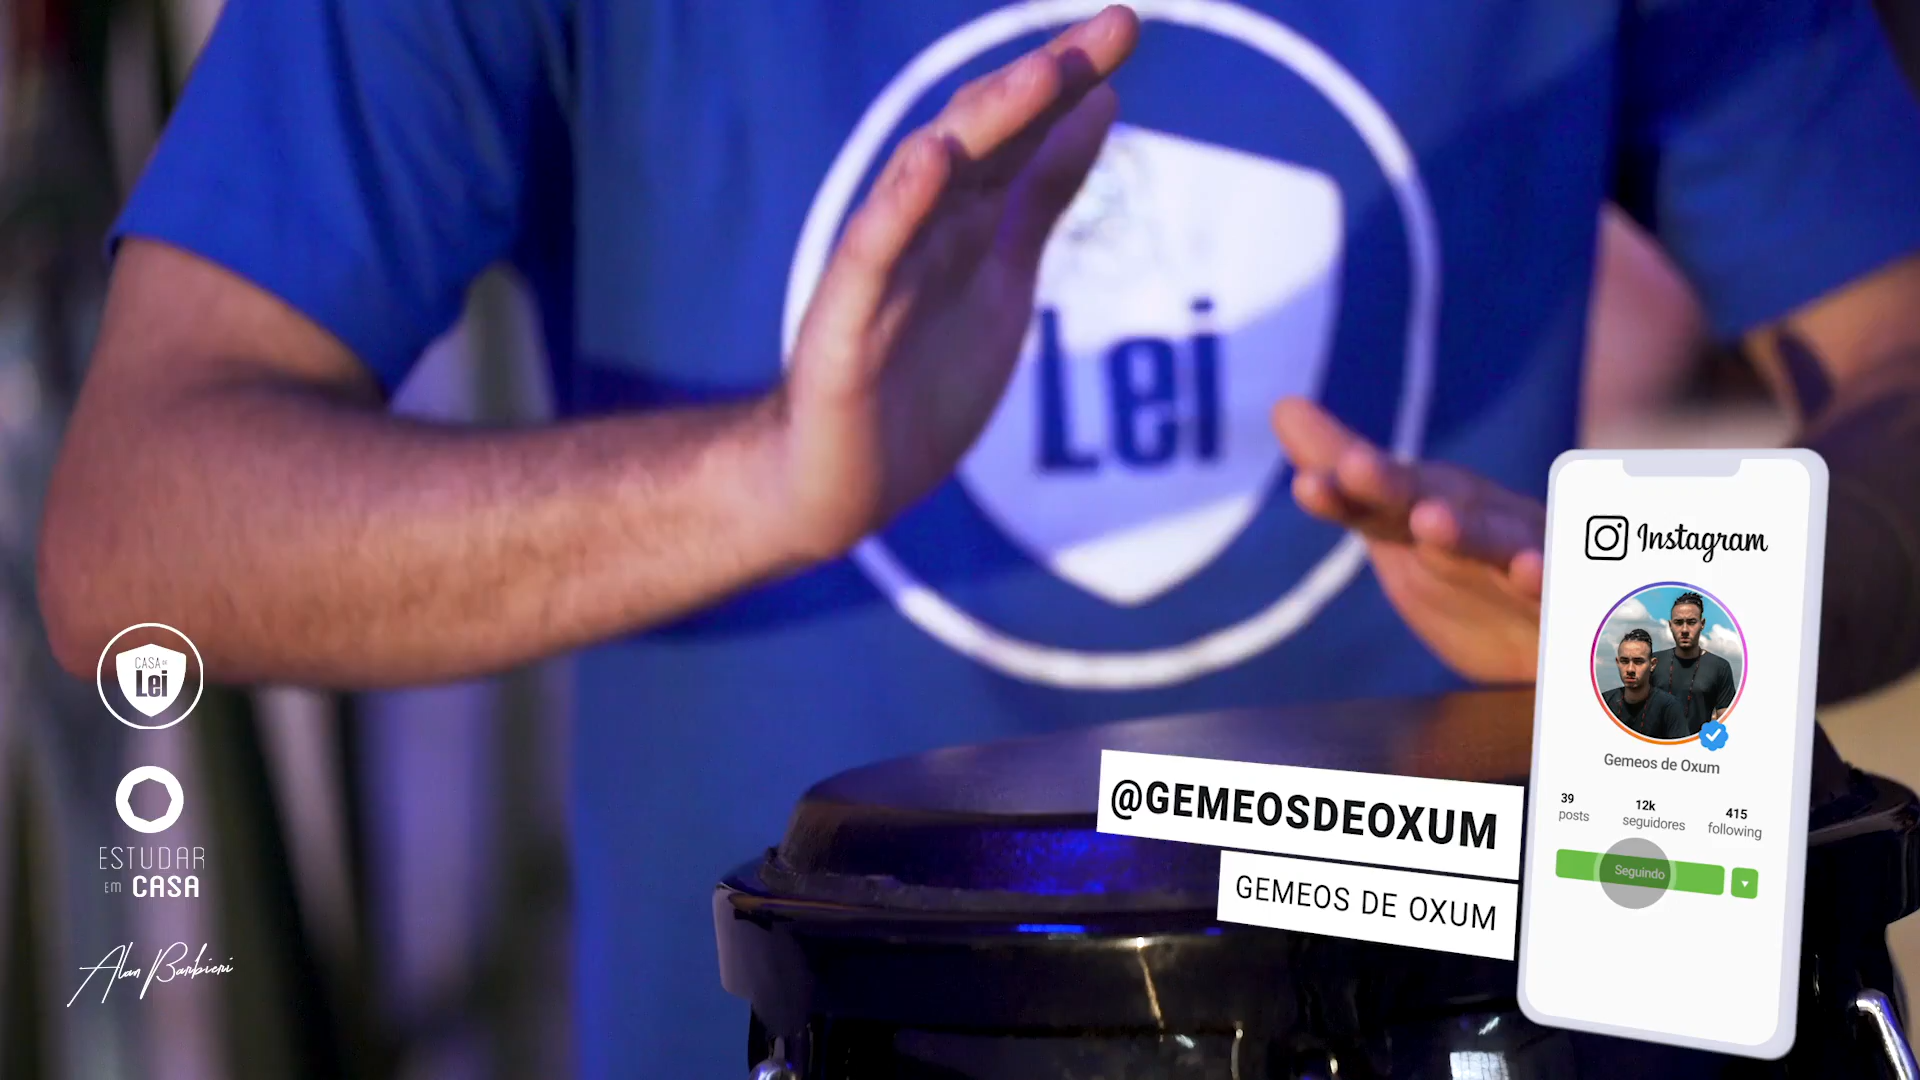 Lei
CASA DE
Lei
ESTUDAR
EM CASA
Alan Barbieri
@GEMEOSDEOXUM
GEMEOS DE OXUM
Instagram
Gemeos de Oxum
39
posts
12k
seguidores
415
following
Seguindo